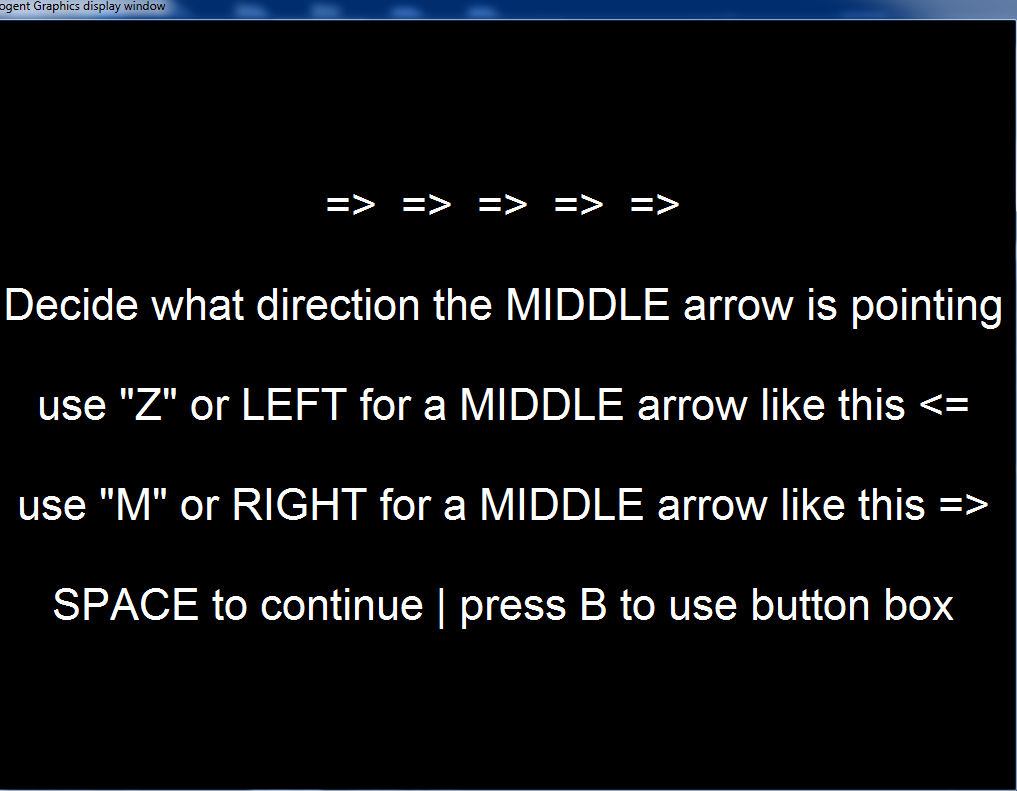 ogent Graphics display window
=> => => => =>
Decide what direction the MIDDLE arrow is pointing
use "Z" or LEFT for a MIDDLE arrow like this <=
use "M" or RIGHT for a MIDDLE arrow like this =>
SPACE to continue | press B to use button box